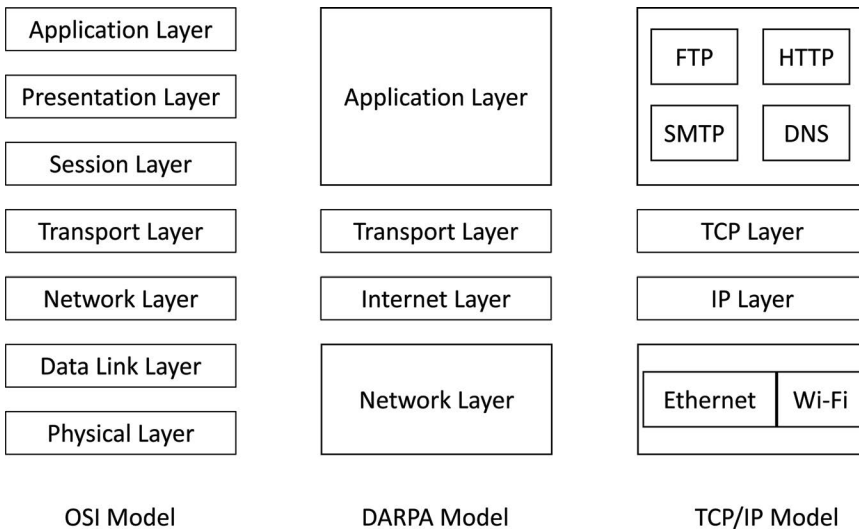 Application Layer
Presentation Layer
Session Layer
Transport Layer
Network Layer
Data Link Layer
Physical Layer
OSI Model
Application Layer
Transport Layer
Internet Layer
Network Layer
DARPA Model
FTP HTTP
SMTP DNS
TCP Layer
IP Layer
Ethernet Wi-Fi
TCP/IP Model